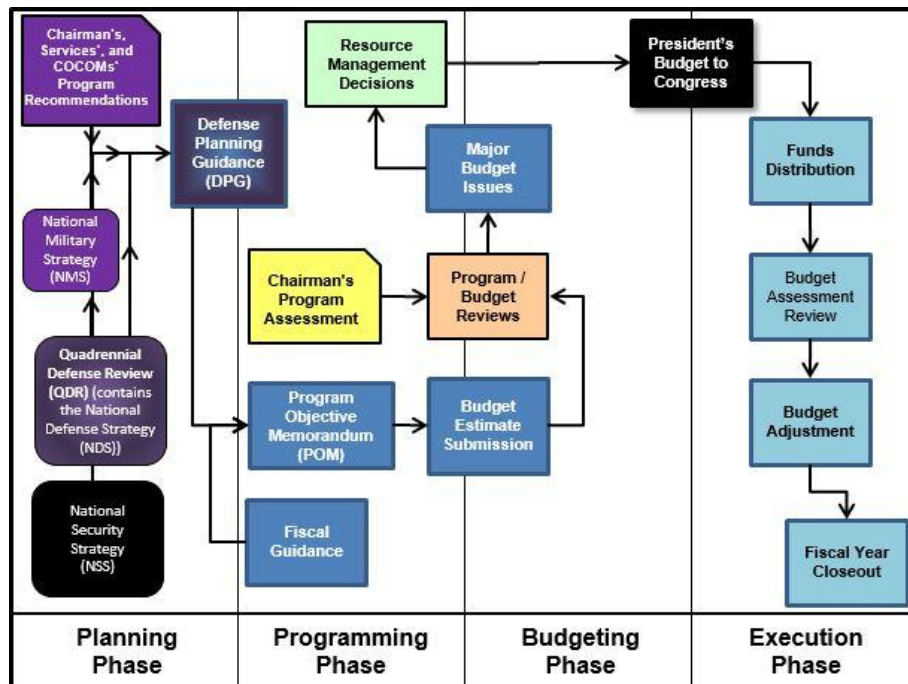 Chairman's,
Services', and
COCOMs'
Program
Recommendations
Defense
Planning
Guidance
(DPG)
National
Military
Strategy
(NMS)
Quadrennial
Defense Review
(QDR) (contains
the National
Defense Strategy
(NDS))
National
Security
Strategy
(NSS)
Resource
Management
Decisions
Major
Budget
Issues
Chairman's
Program
Assessment
Program /
Budget
Reviews
Program
Objective
Memorandum
(POM)
Budget
Estimate
Submission
Fiscal
Guidance
President's
Budget to
Congress
Funds
Distribution
Budget
Assessment
Review
Budget
Adjustment
Fiscal Year
Closeout
Planning
Phase
Programming
Phase
Budgeting
Phase
Execution
Phase